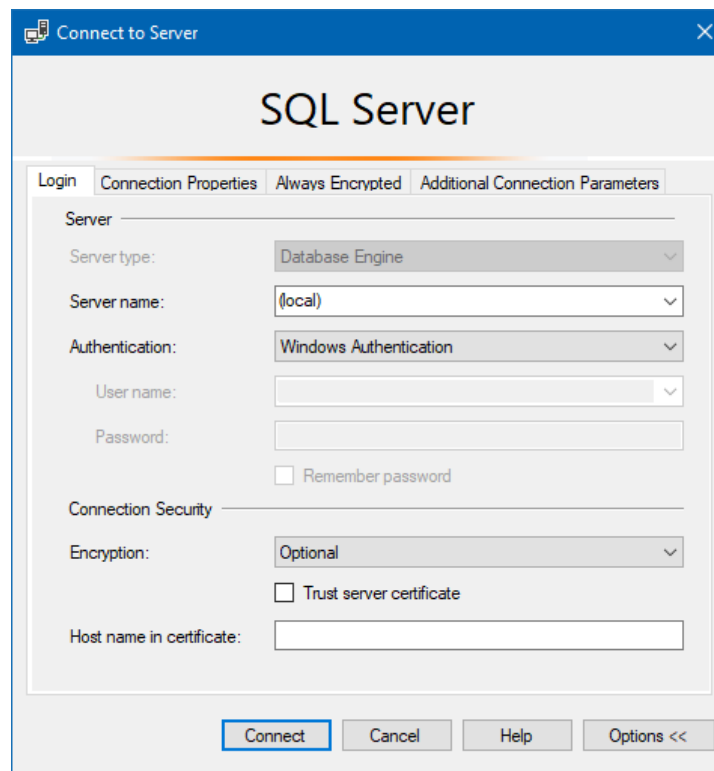 Connect to Server
SQL Server
Login Connection Properties Always Encrypted Additional Connection Parameters
Server
Server type: Database Engine
Server name: (local)
Authentication: Windows Authentication
User name:
Password:
Remember password
Connection Security
Encryption: Optional
Trust server certificate
Host name in certificate:
Connect Cancel Help Options <<